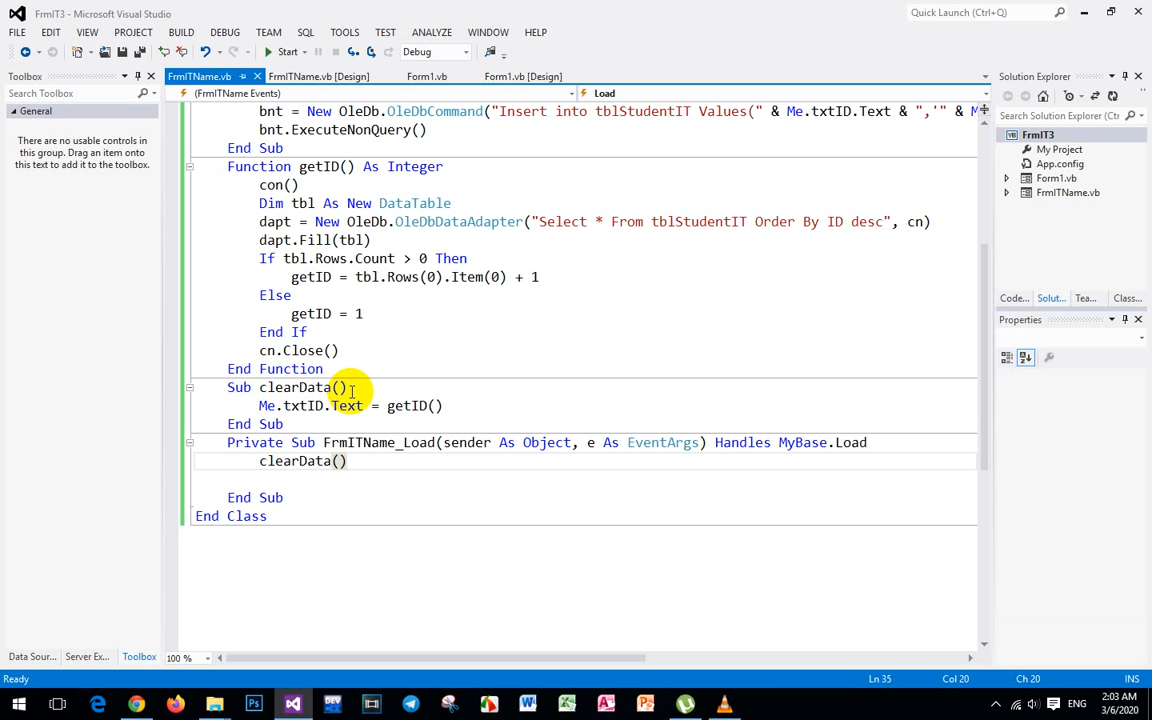 FrmIT3 - Microsoft Visual Studio
Quick Launch (Ctrl+Q)
FILE EDIT VIEW PROJECT BUILD DEBUG TEAM SQL TOOLS TEST ANALYZE WINDOW HELP
Start Debug
Toolbox
Search Toolbox
General
There are no usable controls in
this group. Drag an item onto
this text to add it to the toolbox.
FrmITName.vb FrmITName.vb [Design] Form1.vb Form1.vb [Design]
(FrmITName Events) Load
bnt = New OleDb.OleDbCommand("Insert into tblStudentIT Values(" & Me.txtID.Text & ",'" & M
bnt.ExecuteNonQuery()
End Sub
Function getID() As Integer
con()
Dim tbl As New DataTable
dapt = New OleDb.OleDbDataAdapter("Select * From tblStudentIT Order By ID desc", cn)
dapt.Fill(tbl)
If tbl.Rows.Count > 0 Then
getID = tbl.Rows(0).Item(0) + 1
Else
getID = 1
End If
cn.Close()
End Function
Sub clearData()
Me.txtID.Text = getID()
End Sub
Private Sub FrmITName_Load(sender As Object, e As EventArgs) Handles MyBase.Load
clearData()
End Sub
End Class
100 %
Solution Explorer
Search Solution Explorer (Ctrl
FrmIT3
My Project
App.config
Form1.vb
FrmITName.vb
Code... Solut... Tea... Class...
Properties
Data Sour... Server Ex... Toolbox
Ready Ln 35 Col 20 Ch 20 INS
ENG
2:03 AM
3/6/2020